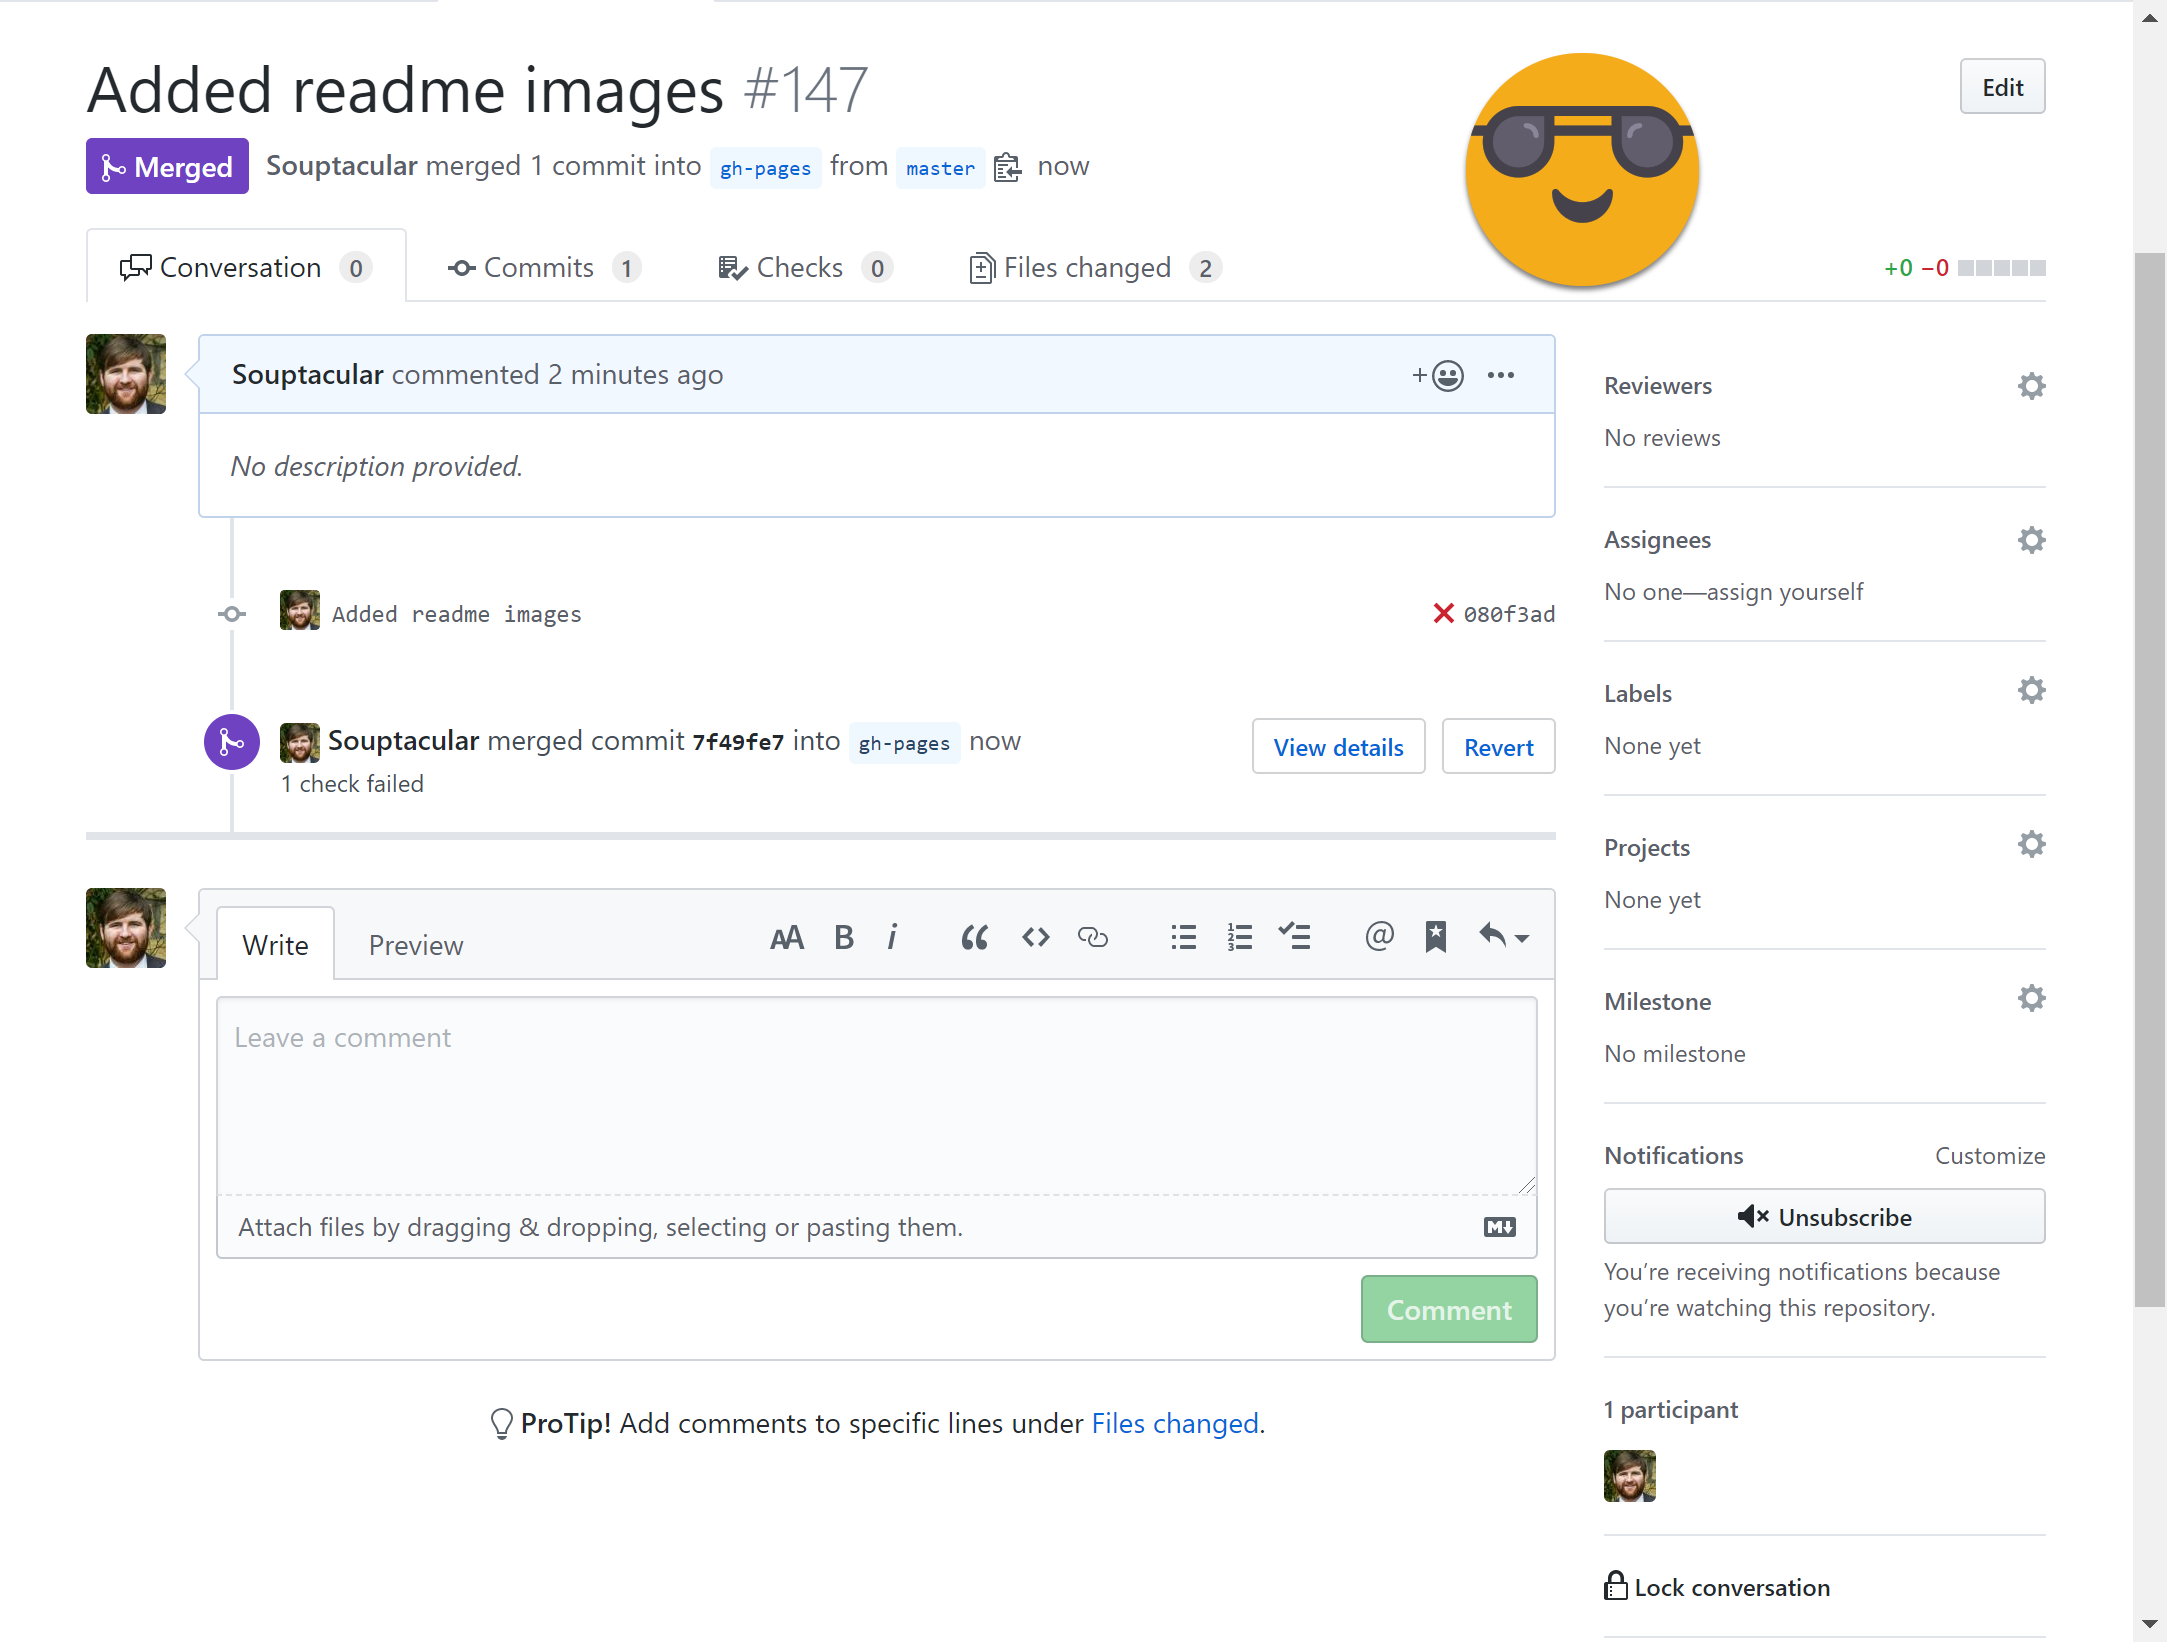 Added readme images #147
Edit
Merged Souptacular merged 1 commit into gh-pages from master now
Conversation 0 Commits 1 Checks 0 Files changed 2
+0 −0
Souptacular commented 2 minutes ago
No description provided.
Added readme images 080f3ad
Souptacular merged commit 7f49fe7 into gh-pages now
1 check failed
View details Revert
Write Preview
AA B i
Leave a comment
Attach files by dragging & dropping, selecting or pasting them.
Comment
ProTip! Add comments to specific lines under Files changed.
Reviewers
No reviews
Assignees
No one—assign yourself
Labels
None yet
Projects
None yet
Milestone
No milestone
Notifications Customize
Unsubscribe
You’re receiving notifications because
you’re watching this repository.
1 participant
Lock conversation